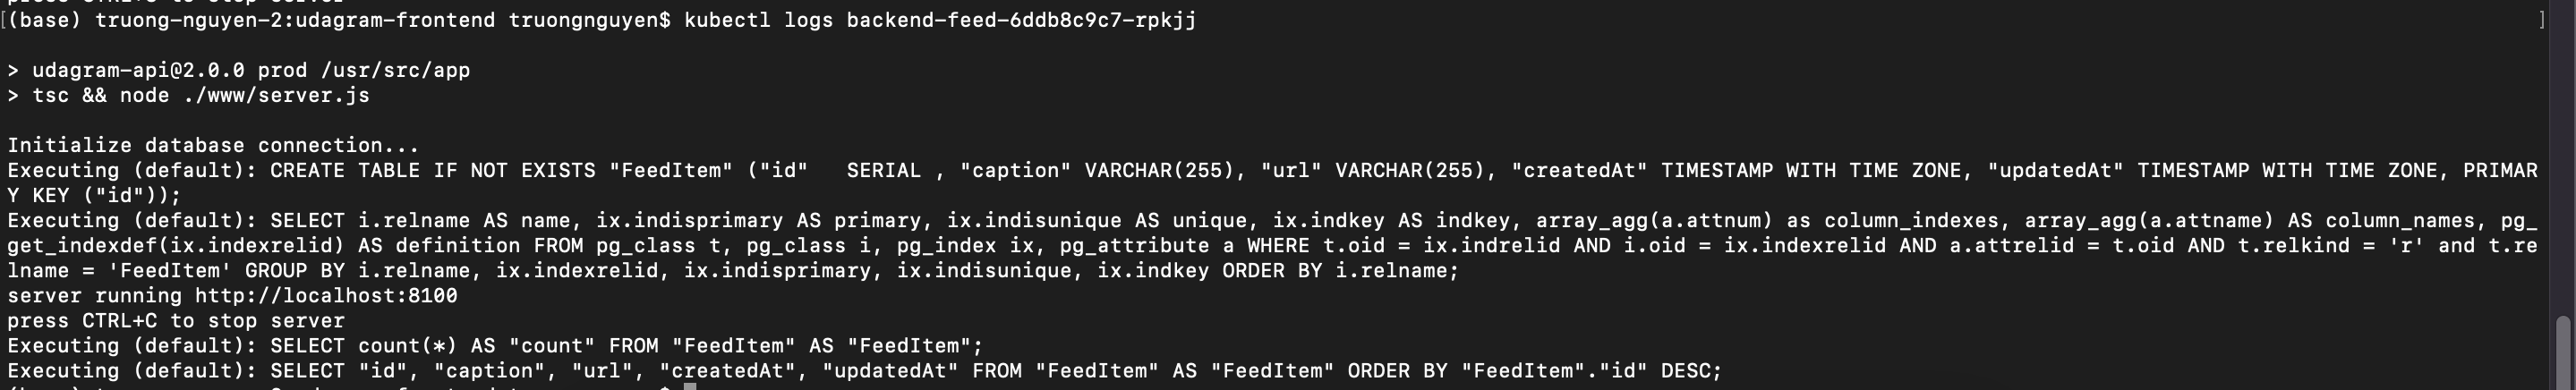 press CTRL+C to stop server
[(base) truong-nguyen-2:udagram-frontend truongnguyen$ kubectl logs backend-feed-6ddb8c9c7-rpkjj ]
> udagram-api@2.0.0 prod /usr/src/app
> tsc && node ./www/server.js
Initialize database connection...
Executing (default): CREATE TABLE IF NOT EXISTS "FeedItem" ("id"   SERIAL , "caption" VARCHAR(255), "url" VARCHAR(255), "createdAt" TIMESTAMP WITH TIME ZONE, "updatedAt" TIMESTAMP WITH TIME ZONE, PRIMAR
Y KEY ("id"));
Executing (default): SELECT i.relname AS name, ix.indisprimary AS primary, ix.indisunique AS unique, ix.indkey AS indkey, array_agg(a.attnum) as column_indexes, array_agg(a.attname) AS column_names, pg_
get_indexdef(ix.indexrelid) AS definition FROM pg_class t, pg_class i, pg_index ix, pg_attribute a WHERE t.oid = ix.indrelid AND i.oid = ix.indexrelid AND a.attrelid = t.oid AND t.relkind = 'r' and t.re
lname = 'FeedItem' GROUP BY i.relname, ix.indexrelid, ix.indisprimary, ix.indisunique, ix.indkey ORDER BY i.relname;
server running http://localhost:8100
press CTRL+C to stop server
Executing (default): SELECT count(*) AS "count" FROM "FeedItem" AS "FeedItem";
Executing (default): SELECT "id", "caption", "url", "createdAt", "updatedAt" FROM "FeedItem" AS "FeedItem" ORDER BY "FeedItem"."id" DESC;